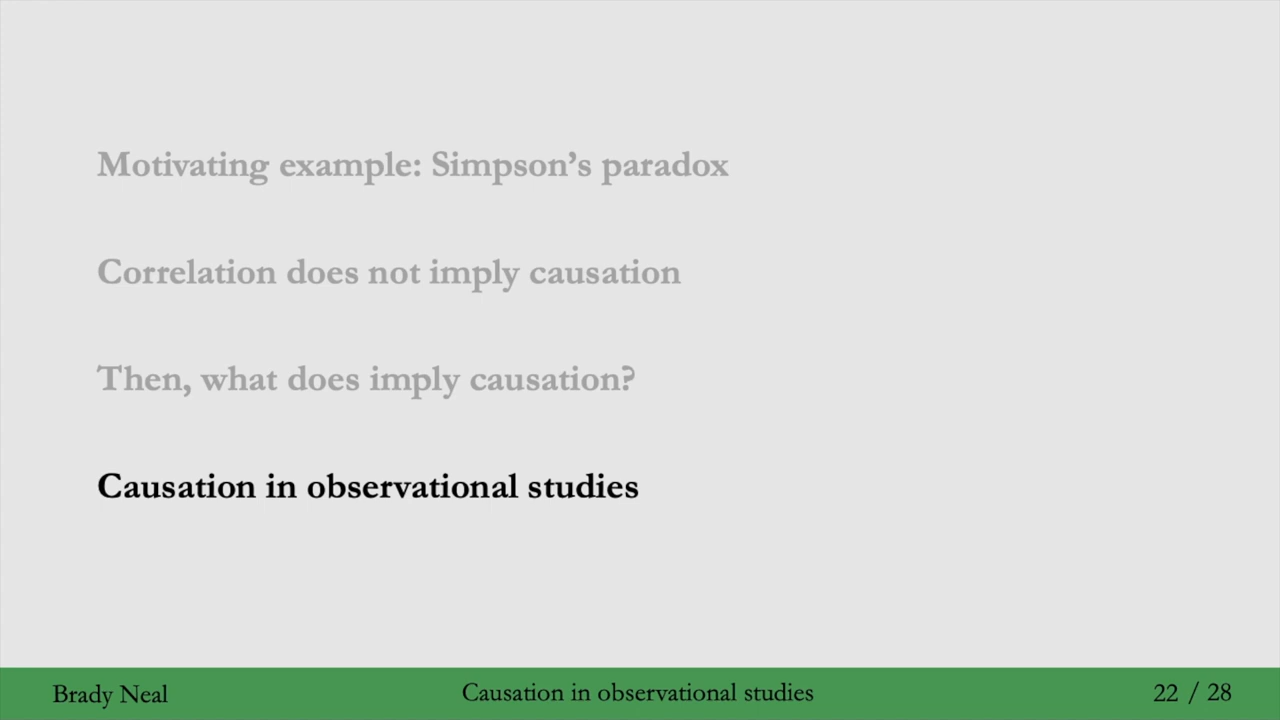 Motivating example: Simpson's paradox
Correlation does not imply causation
Then, what does imply causation?
Causation in observational studies
Brady Neal
Causation in observational studies
22 / 28